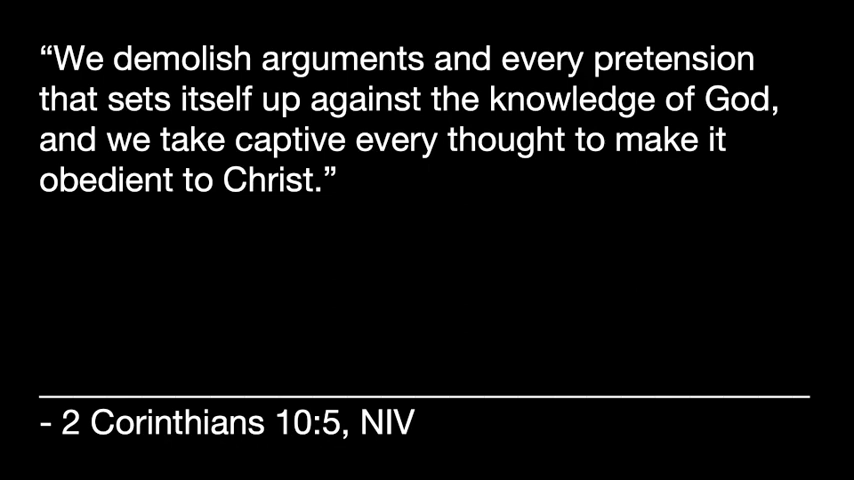 “We demolish arguments and every pretension
that sets itself up against the knowledge of God,
and we take captive every thought to make it
obedient to Christ.”
- 2 Corinthians 10:5, NIV